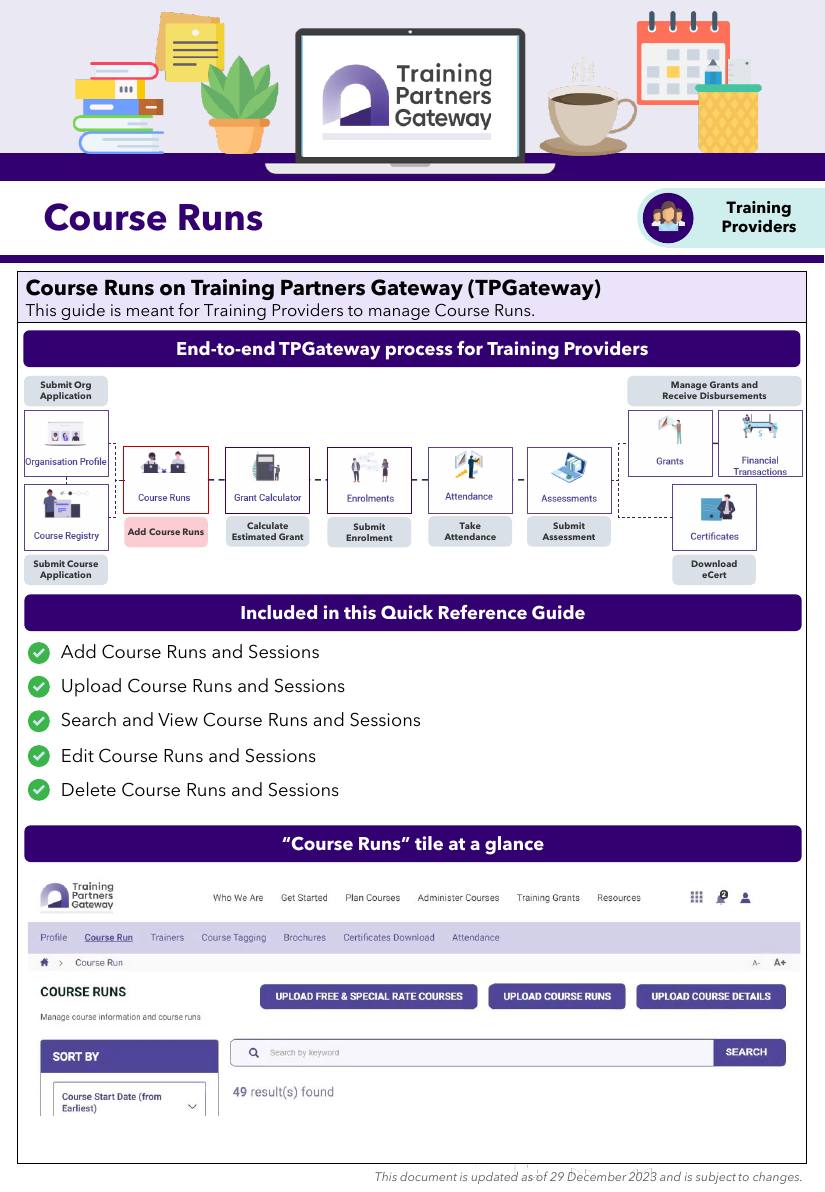 Training
Partners
Gateway
Course Runs
Training
Providers
Course Runs on Training Partners Gateway (TPGateway)
This guide is meant for Training Providers to manage Course Runs.
End-to-end TPGateway process for Training Providers
Submit Org
Application
Manage Grants and
Receive Disbursements
Organisation Profile
Course Runs
Grant Calculator
Enrolments
Attendance
Assessments
Grants
Financial
Transactions
Add Course Runs
Calculate
Estimated Grant
Submit
Enrolment
Take
Attendance
Submit
Assessment
Course Registry
Certificates
Submit Course
Application
Download
eCert
Included in this Quick Reference Guide
Add Course Runs and Sessions
Upload Course Runs and Sessions
Search and View Course Runs and Sessions
Edit Course Runs and Sessions
Delete Course Runs and Sessions
“Course Runs” tile at a glance
Training
Partners
Gateway
Who We Are Get Started Plan Courses Administer Courses Training Grants Resources 2
Profile Course Run Trainers Course Tagging Brochures Certificates Download Attendance
> Course Run A- A+
COURSE RUNS
UPLOAD FREE & SPECIAL RATE COURSES UPLOAD COURSE RUNS UPLOAD COURSE DETAILS
Manage course information and course runs
SORT BY
Search by keyword SEARCH
Course Start Date (from
Earliest)
49 result(s) found
This document is updated as of 29 December 2023 and is subject to changes.